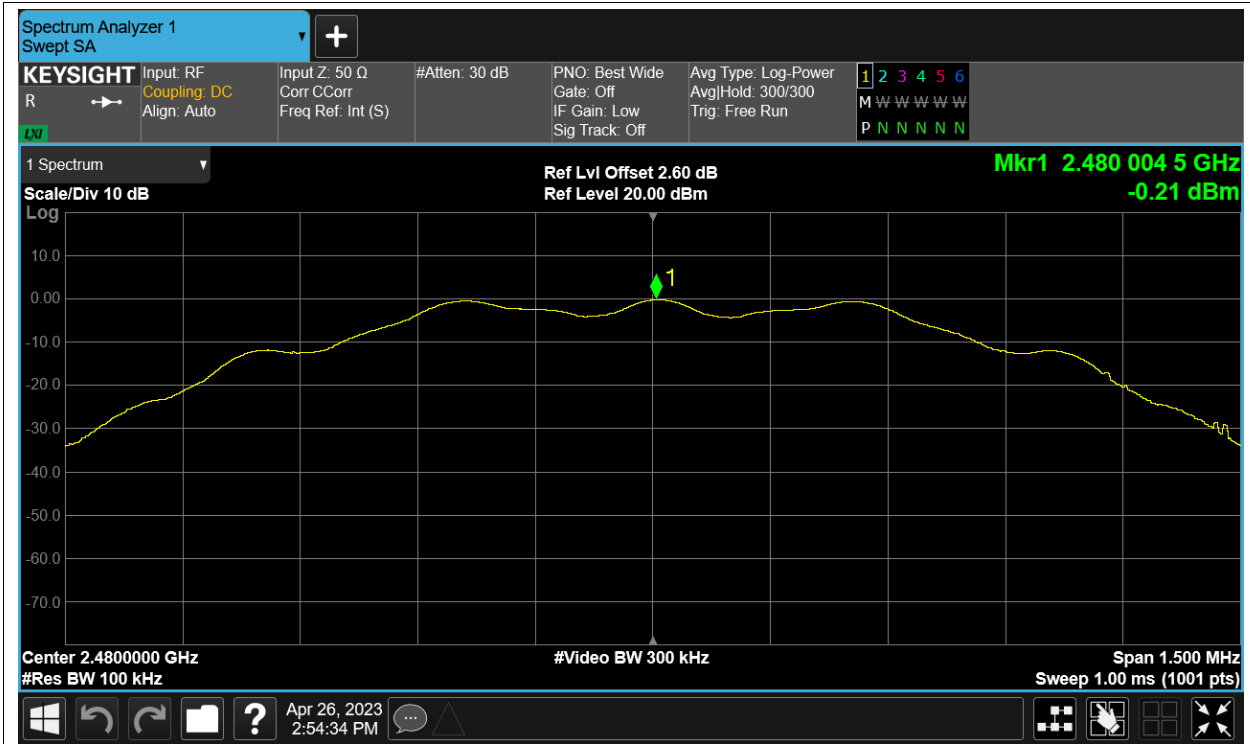 Spectrum Analyzer 1
Swept SA
KEYSIGHT
R
LXI
Input: RF
Coupling: DC
Align: Auto
Input Z: 50 Ω
Corr CCorr
Freq Ref: Int (S)
#Atten: 30 dB
PNO: Best Wide
Gate: Off
IF Gain: Low
Sig Track: Off
Avg Type: Log-Power
Avg|Hold: 300/300
Trig: Free Run
1 2 3 4 5 6
M W W W W W
P N N N N N
1 Spectrum
Scale/Div 10 dB
Log
Ref Lvl Offset 2.60 dB
Ref Level 20.00 dBm
Mkr1 2.480 004 5 GHz
-0.21 dBm
1
10.0
0.00
-10.0
-20.0
-30.0
-40.0
-50.0
-60.0
-70.0
Center 2.4800000 GHz
#Res BW 100 kHz
#Video BW 300 kHz
Span 1.500 MHz
Sweep 1.00 ms (1001 pts)
?
Apr 26, 2023
2:54:34 PM